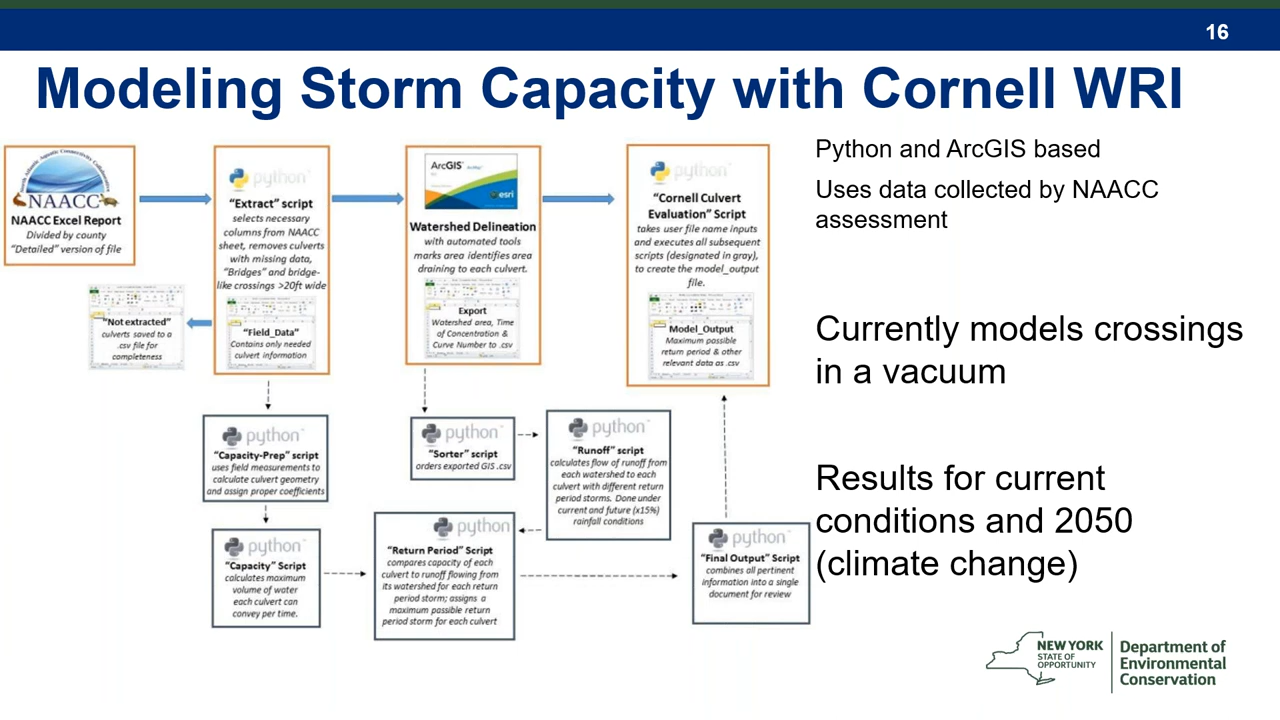 16
Modeling Storm Capacity with Cornell WRI
NAACC
NAACC Excel Report
Divided by county
"Detailed" version of file
python
"Extract" script
selects necessary
columns from NAACC
sheet, removes culverts
with missing data,
"Bridges" and bridge-
like crossings >20ft wide
"Field_Data"
Contains only needed
culvert information
"Not extracted"
culverts saved to a
.csv file for
completeness
ArcGIS
esri
Watershed Delineation
with automated tools
marks area identifies area
draining to each culvert.
Export
Watershed area, Time
of Concentration &
Curve Number to .csv
python
"Cornell Culvert
Evaluation" Script
takes user file name inputs
and executes all subsequent
scripts (designated in gray),
to create the model_output
file.
Model_Output
Maximum possible
return period & other
relevant data as .csv
python
"Capacity-Prep" script
uses field measurements to
calculate culvert geometry
and assign proper coefficients
python
"Sorter" script
orders exported GIS .csv
python
"Runoff" script
calculates flow of runoff from
each watershed to each
culvert with different return
period storms. Done under
current and future (x15%)
rainfall conditions
python
"Capacity" Script
calculates maximum
volume of water
each culvert can
convey per time.
python
"Return Period" Script
compares capacity of each
culvert to runoff flowing from
its watershed for each return
period storm; assigns a
maximum possible return
period storm for each culvert
python
"Final Output" Script
combines all pertinent
information into a single
document for review
Python and ArcGIS based
Uses data collected by NAACC
assessment
Currently models crossings
in a vacuum
Results for current
conditions and 2050
(climate change)
NEW YORK
STATE OF
OPPORTUNITY
Department of
Environmental
Conservation